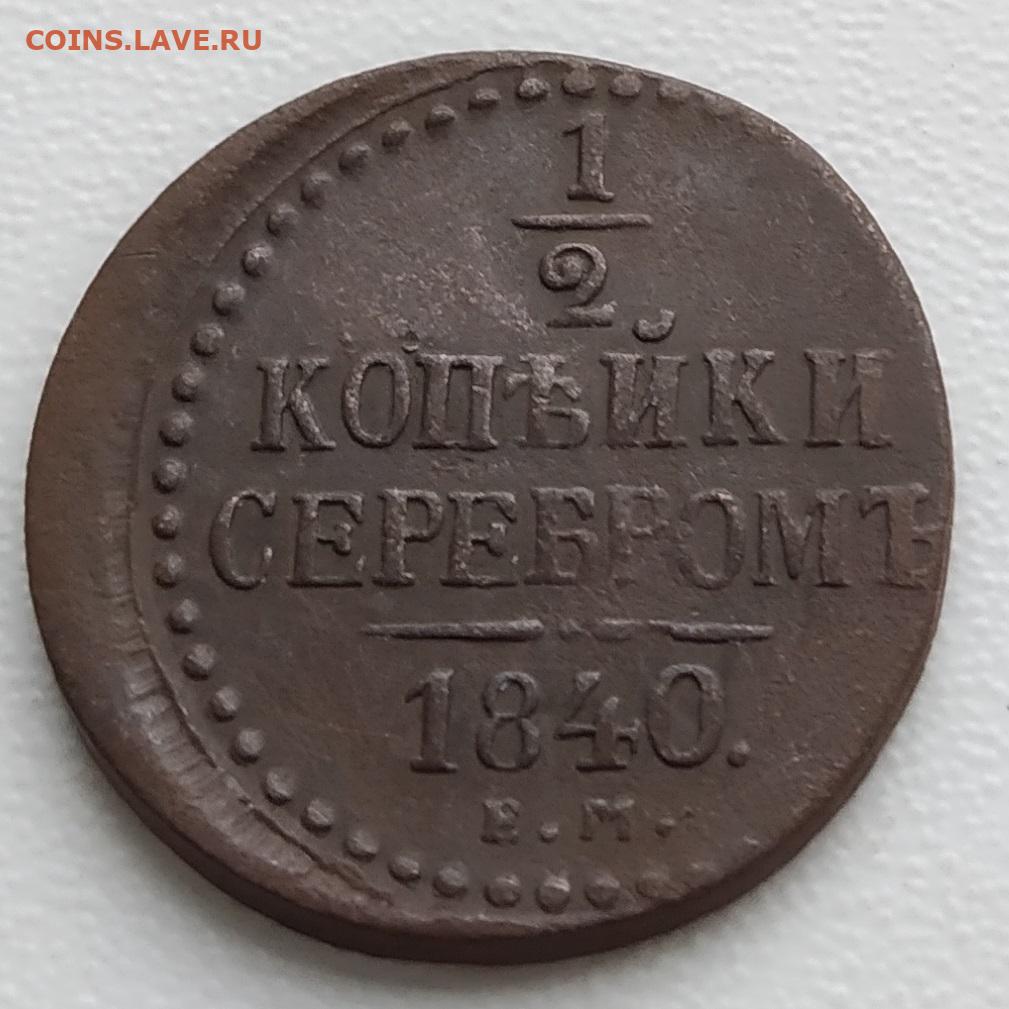 COINS.LAVE.RU
1
2
КОПѢЙКИ
СЕРЕБРОМЪ
1840.
Е.М.